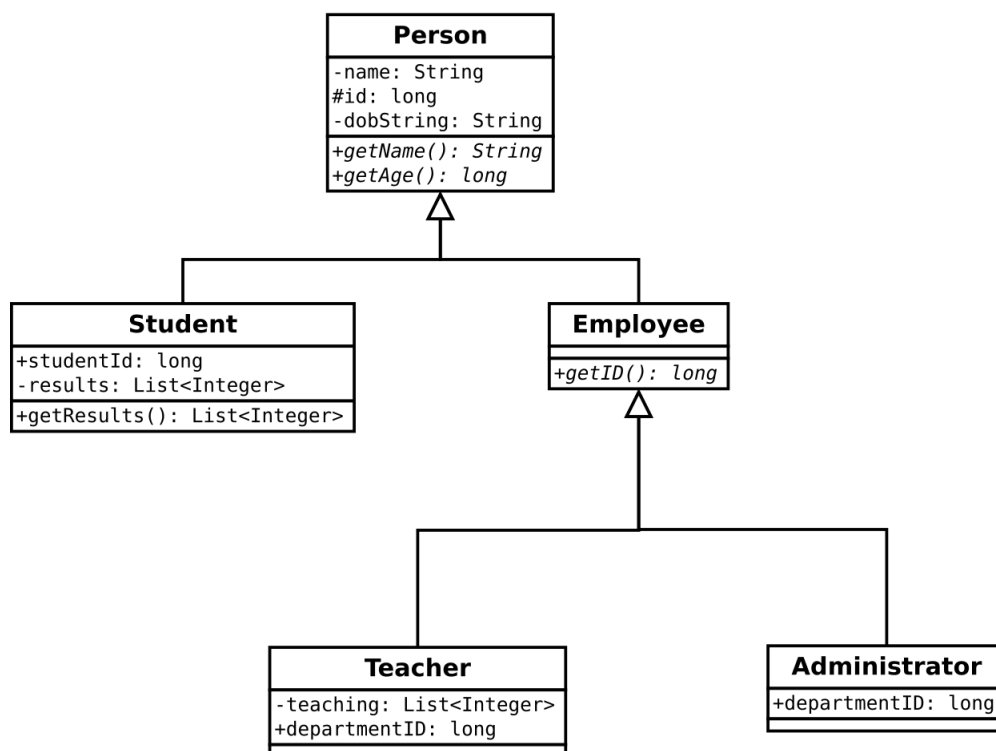 Person
-name: String
#id: long
-dobString: String
+getName(): String
+getAge(): long
Student
+studentId: long
-results: List<Integer>
+getResults(): List<Integer>
Employee
+getID(): long
Teacher
-teaching: List<Integer>
+departmentID: long
Administrator
+departmentID: long